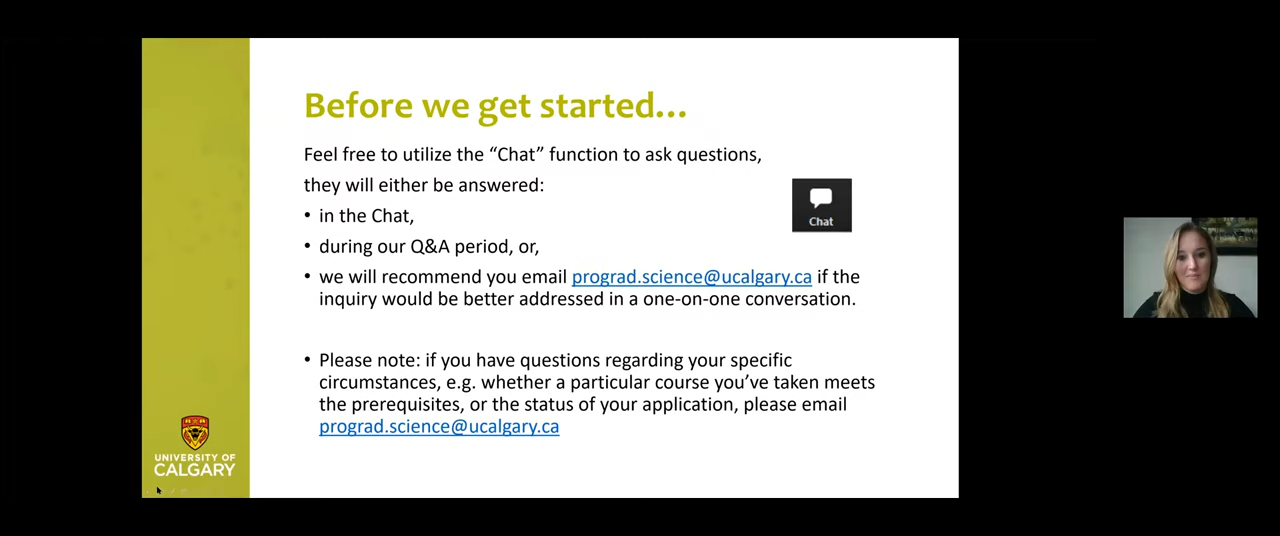 Before we get started...
Feel free to utilize the “Chat” function to ask questions,
they will either be answered:
• in the Chat,
• during our Q&A period, or,
• we will recommend you email prograd.science@ucalgary.ca if the
inquiry would be better addressed in a one-on-one conversation.
Chat
• Please note: if you have questions regarding your specific
circumstances, e.g. whether a particular course you’ve taken meets
the prerequisites, or the status of your application, please email
prograd.science@ucalgary.ca
UNIVERSITY OF
CALGARY